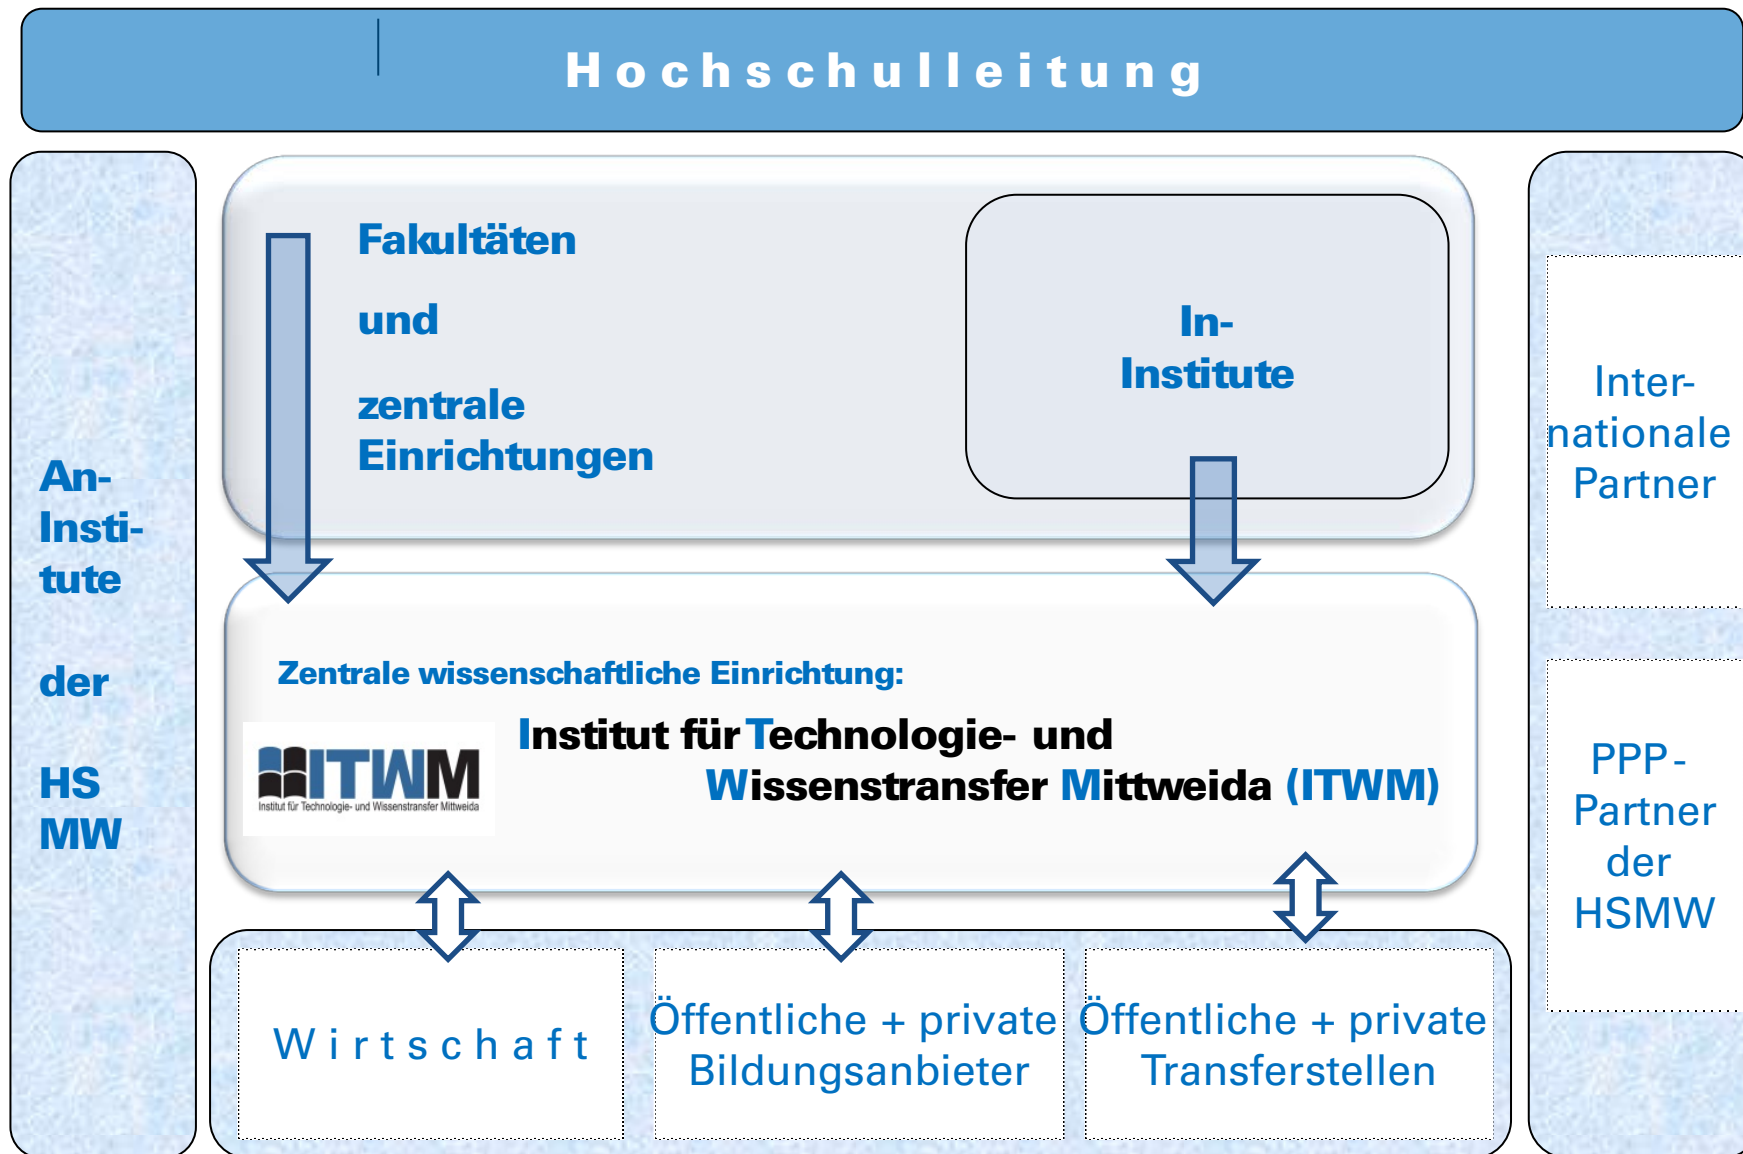 Hochschulleitung
An-
Insti-
tute
der
HS
MW
Fakultäten
und
zentrale
Einrichtungen
In-
Institute
Zentrale wissenschaftliche Einrichtung:
ITWM
Institut für Technologie- und Wissenstransfer Mittweida
Institut für Technologie- und
Wissenstransfer Mittweida (ITWM)
Wirtschaft
Öffentliche + private
Bildungsanbieter
Öffentliche + private
Transferstellen
Inter-
nationale
Partner
PPP-
Partner
der
HSMW